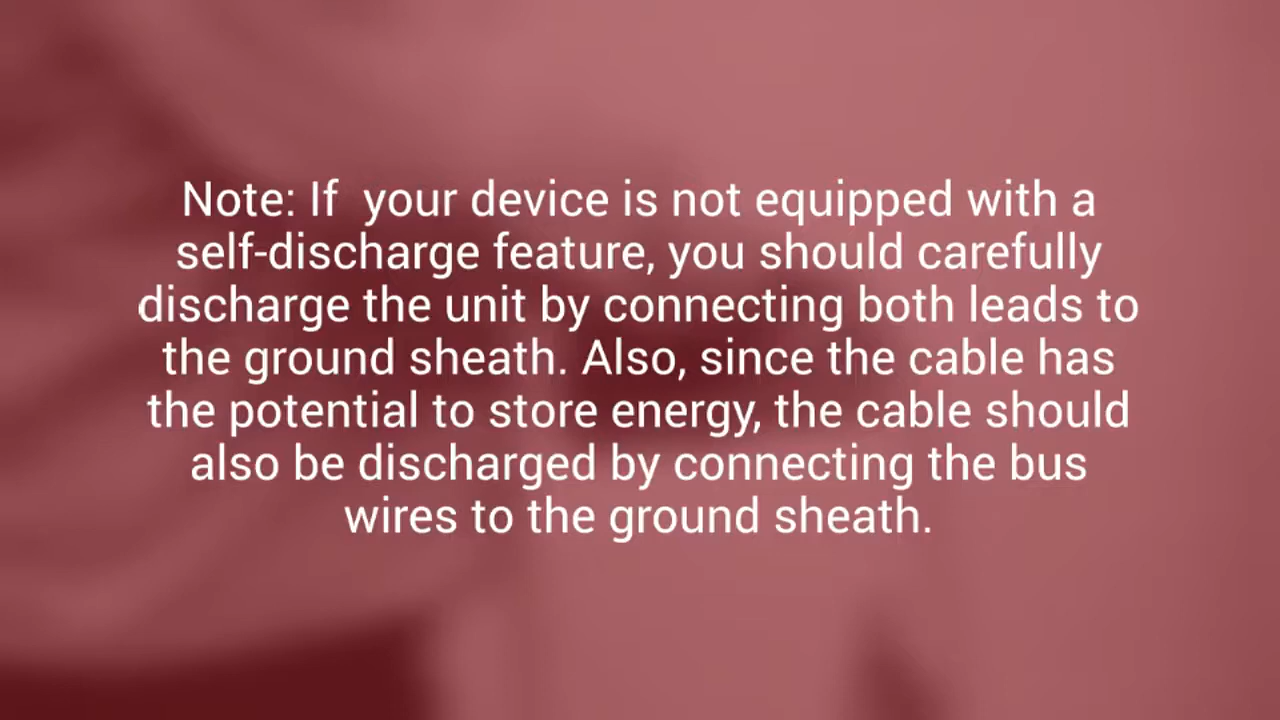 Note: If  your device is not equipped with a
self-discharge feature, you should carefully
discharge the unit by connecting both leads to
the ground sheath. Also, since the cable has
the potential to store energy, the cable should
also be discharged by connecting the bus
wires to the ground sheath.